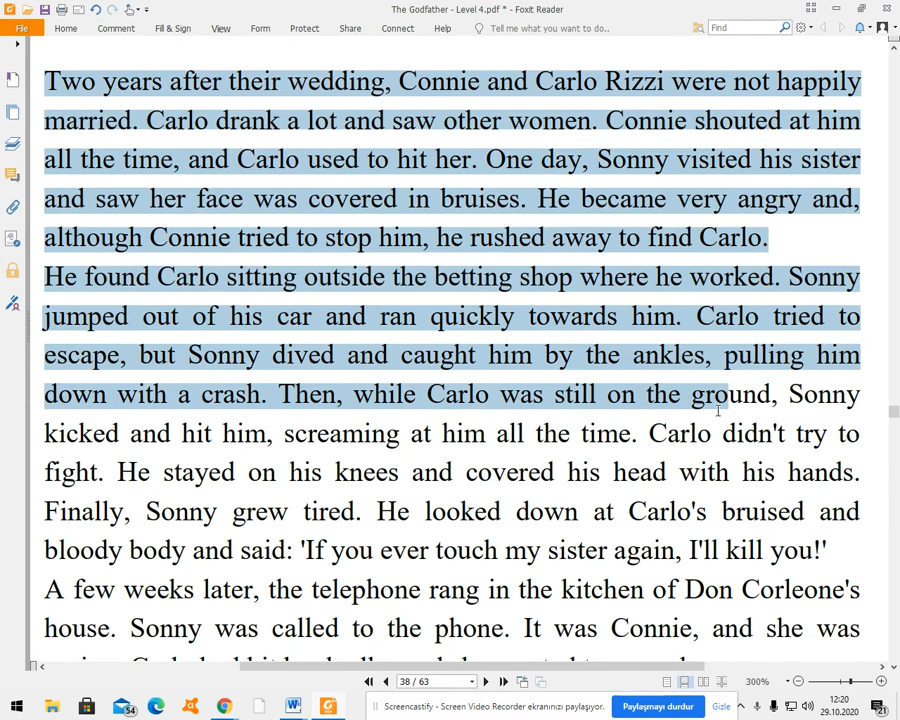 The Godfather - Level 4.pdf * - Foxit Reader
File Home Comment Fill & Sign View Form Protect Share Connect Help Tell me what you want to do.. Find
Two years after their wedding, Connie and Carlo Rizzi were not happily
married. Carlo drank a lot and saw other women. Connie shouted at him
all the time, and Carlo used to hit her. One day, Sonny visited his sister
and saw her face was covered in bruises. He became very angry and,
although Connie tried to stop him, he rushed away to find Carlo.
He found Carlo sitting outside the betting shop where he worked. Sonny
jumped out of his car and ran quickly towards him. Carlo tried to
escape, but Sonny dived and caught him by the ankles, pulling him
down with a crash. Then, while Carlo was still on the ground, Sonny
kicked and hit him, screaming at him all the time. Carlo didn't try to
fight. He stayed on his knees and covered his head with his hands.
Finally, Sonny grew tired. He looked down at Carlo's bruised and
bloody body and said: 'If you ever touch my sister again, I'll kill you!'
A few weeks later, the telephone rang in the kitchen of Don Corleone's
house. Sonny was called to the phone. It was Connie, and she was
38 / 63 300%
54 Screencastify - Screen Video Recorder ekranınızı paylaşıyor. Paylaşmayı durdur Gizle 12:20
29.10.2020 21